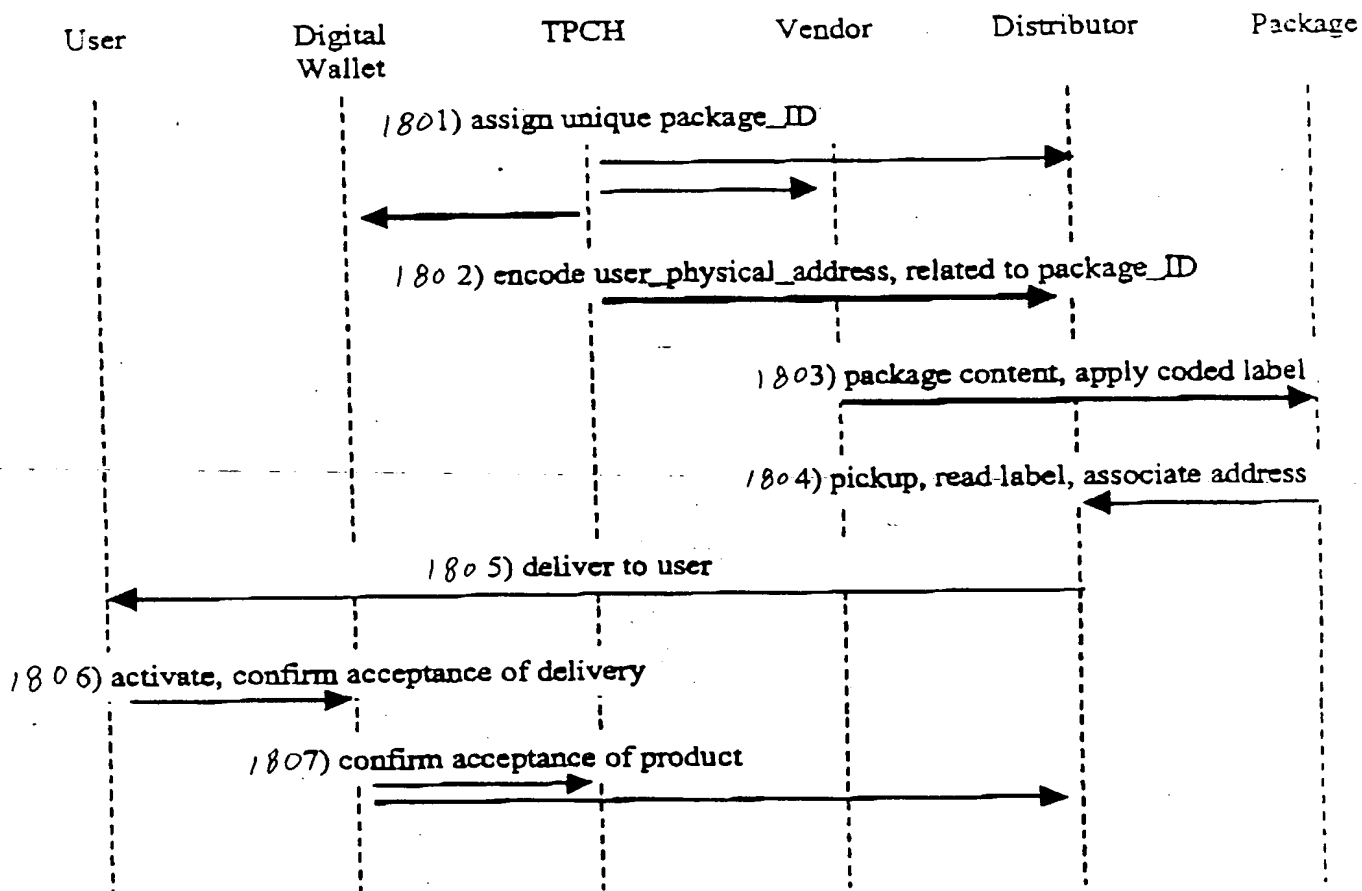 User Digital Wallet TPCH Vendor Distributor Package
1801) assign unique package_ID
1802) encode user_physical_address, related to package_ID
1803) package content, apply coded label
1804) pickup, read-label, associate address
1805) deliver to user
1806) activate, confirm acceptance of delivery
1807) confirm acceptance of product